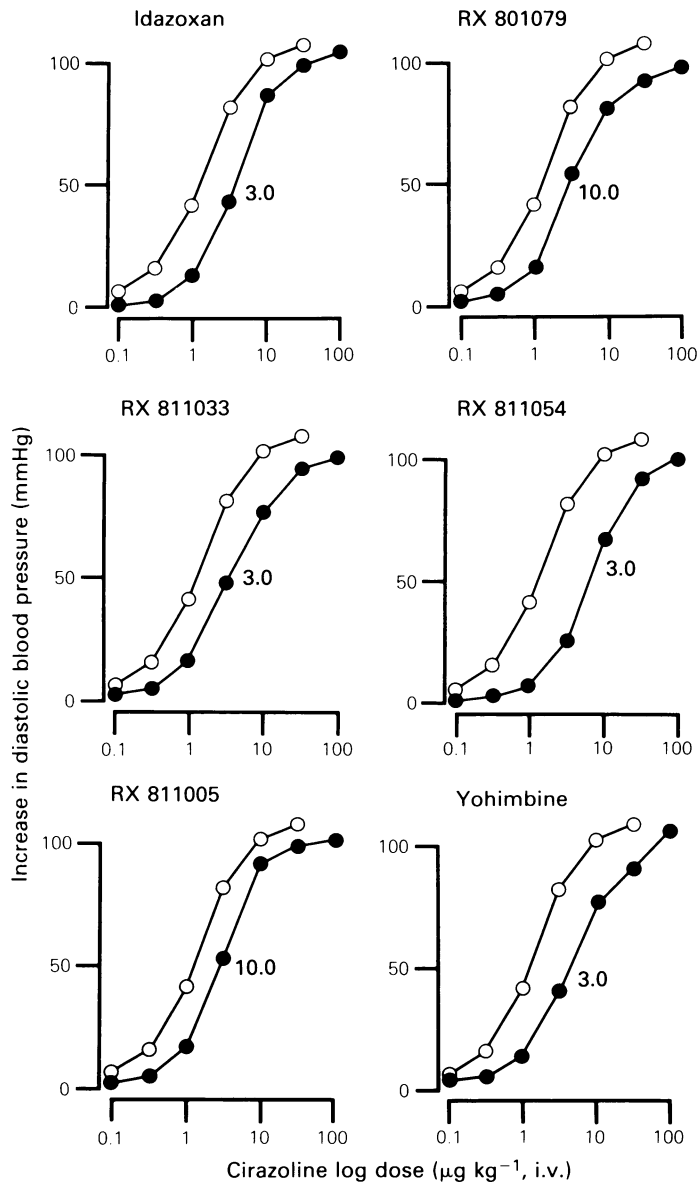 Idazoxan
100
50
0
3.0
0.1 1 10 100
RX 801079
100
50
0
10.0
0.1 1 10 100
RX 811033
100
50
0
3.0
0.1 1 10 100
RX 811054
100
50
0
3.0
0.1 1 10 100
RX 811005
100
50
0
10.0
0.1 1 10 100
Yohimbine
100
50
0
3.0
0.1 1 10 100
Increase in diastolic blood pressure (mmHg)
Cirazoline log dose (μg kg⁻¹, i.v.)